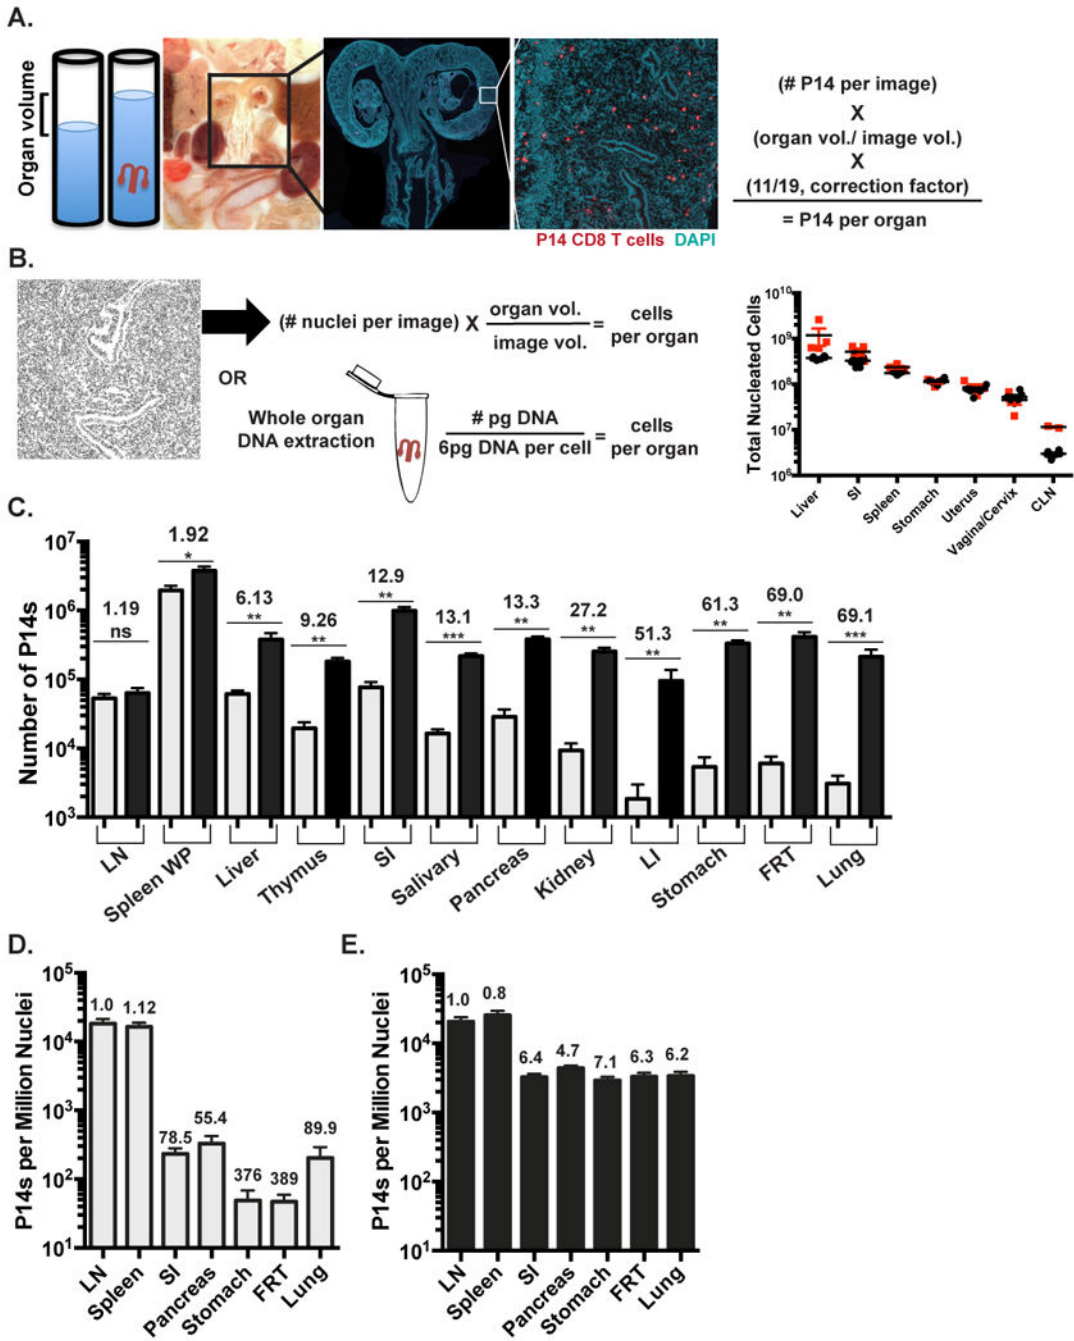 A.
Organ volume
P14 CD8 T cells DAPI
(# P14 per image)
X
(organ vol./ image vol.)
X
(11/19, correction factor)
= P14 per organ
B.
(# nuclei per image) X organ vol. / image vol. = cells per organ
OR
Whole organ
DNA extraction
# pg DNA
6pg DNA per cell
=
cells
per organ
Total Nucleated Cells
10^10
10^9
10^8
10^7
10^6
Liver
SI
Spleen
Stomach
Uterus
Vagina/Cervix
CLN
C.
Number of P14s
10^7
10^6
10^5
10^4
10^3
1.19
ns
1.92
*
6.13
**
9.26
**
12.9
**
13.1
***
13.3
**
27.2
**
51.3
**
61.3
**
69.0
**
69.1
***
LN
Spleen WP
Liver
Thymus
SI
Salivary
Pancreas
Kidney
LI
Stomach
FRT
Lung
D.
P14s per Million Nuclei
10^5
10^4
10^3
10^2
10^1
1.0
1.12
78.5
55.4
376
389
89.9
LN
Spleen
SI
Pancreas
Stomach
FRT
Lung
E.
P14s per Million Nuclei
10^5
10^4
10^3
10^2
10^1
1.0
0.8
6.4
4.7
7.1
6.3
6.2
LN
Spleen
SI
Pancreas
Stomach
FRT
Lung